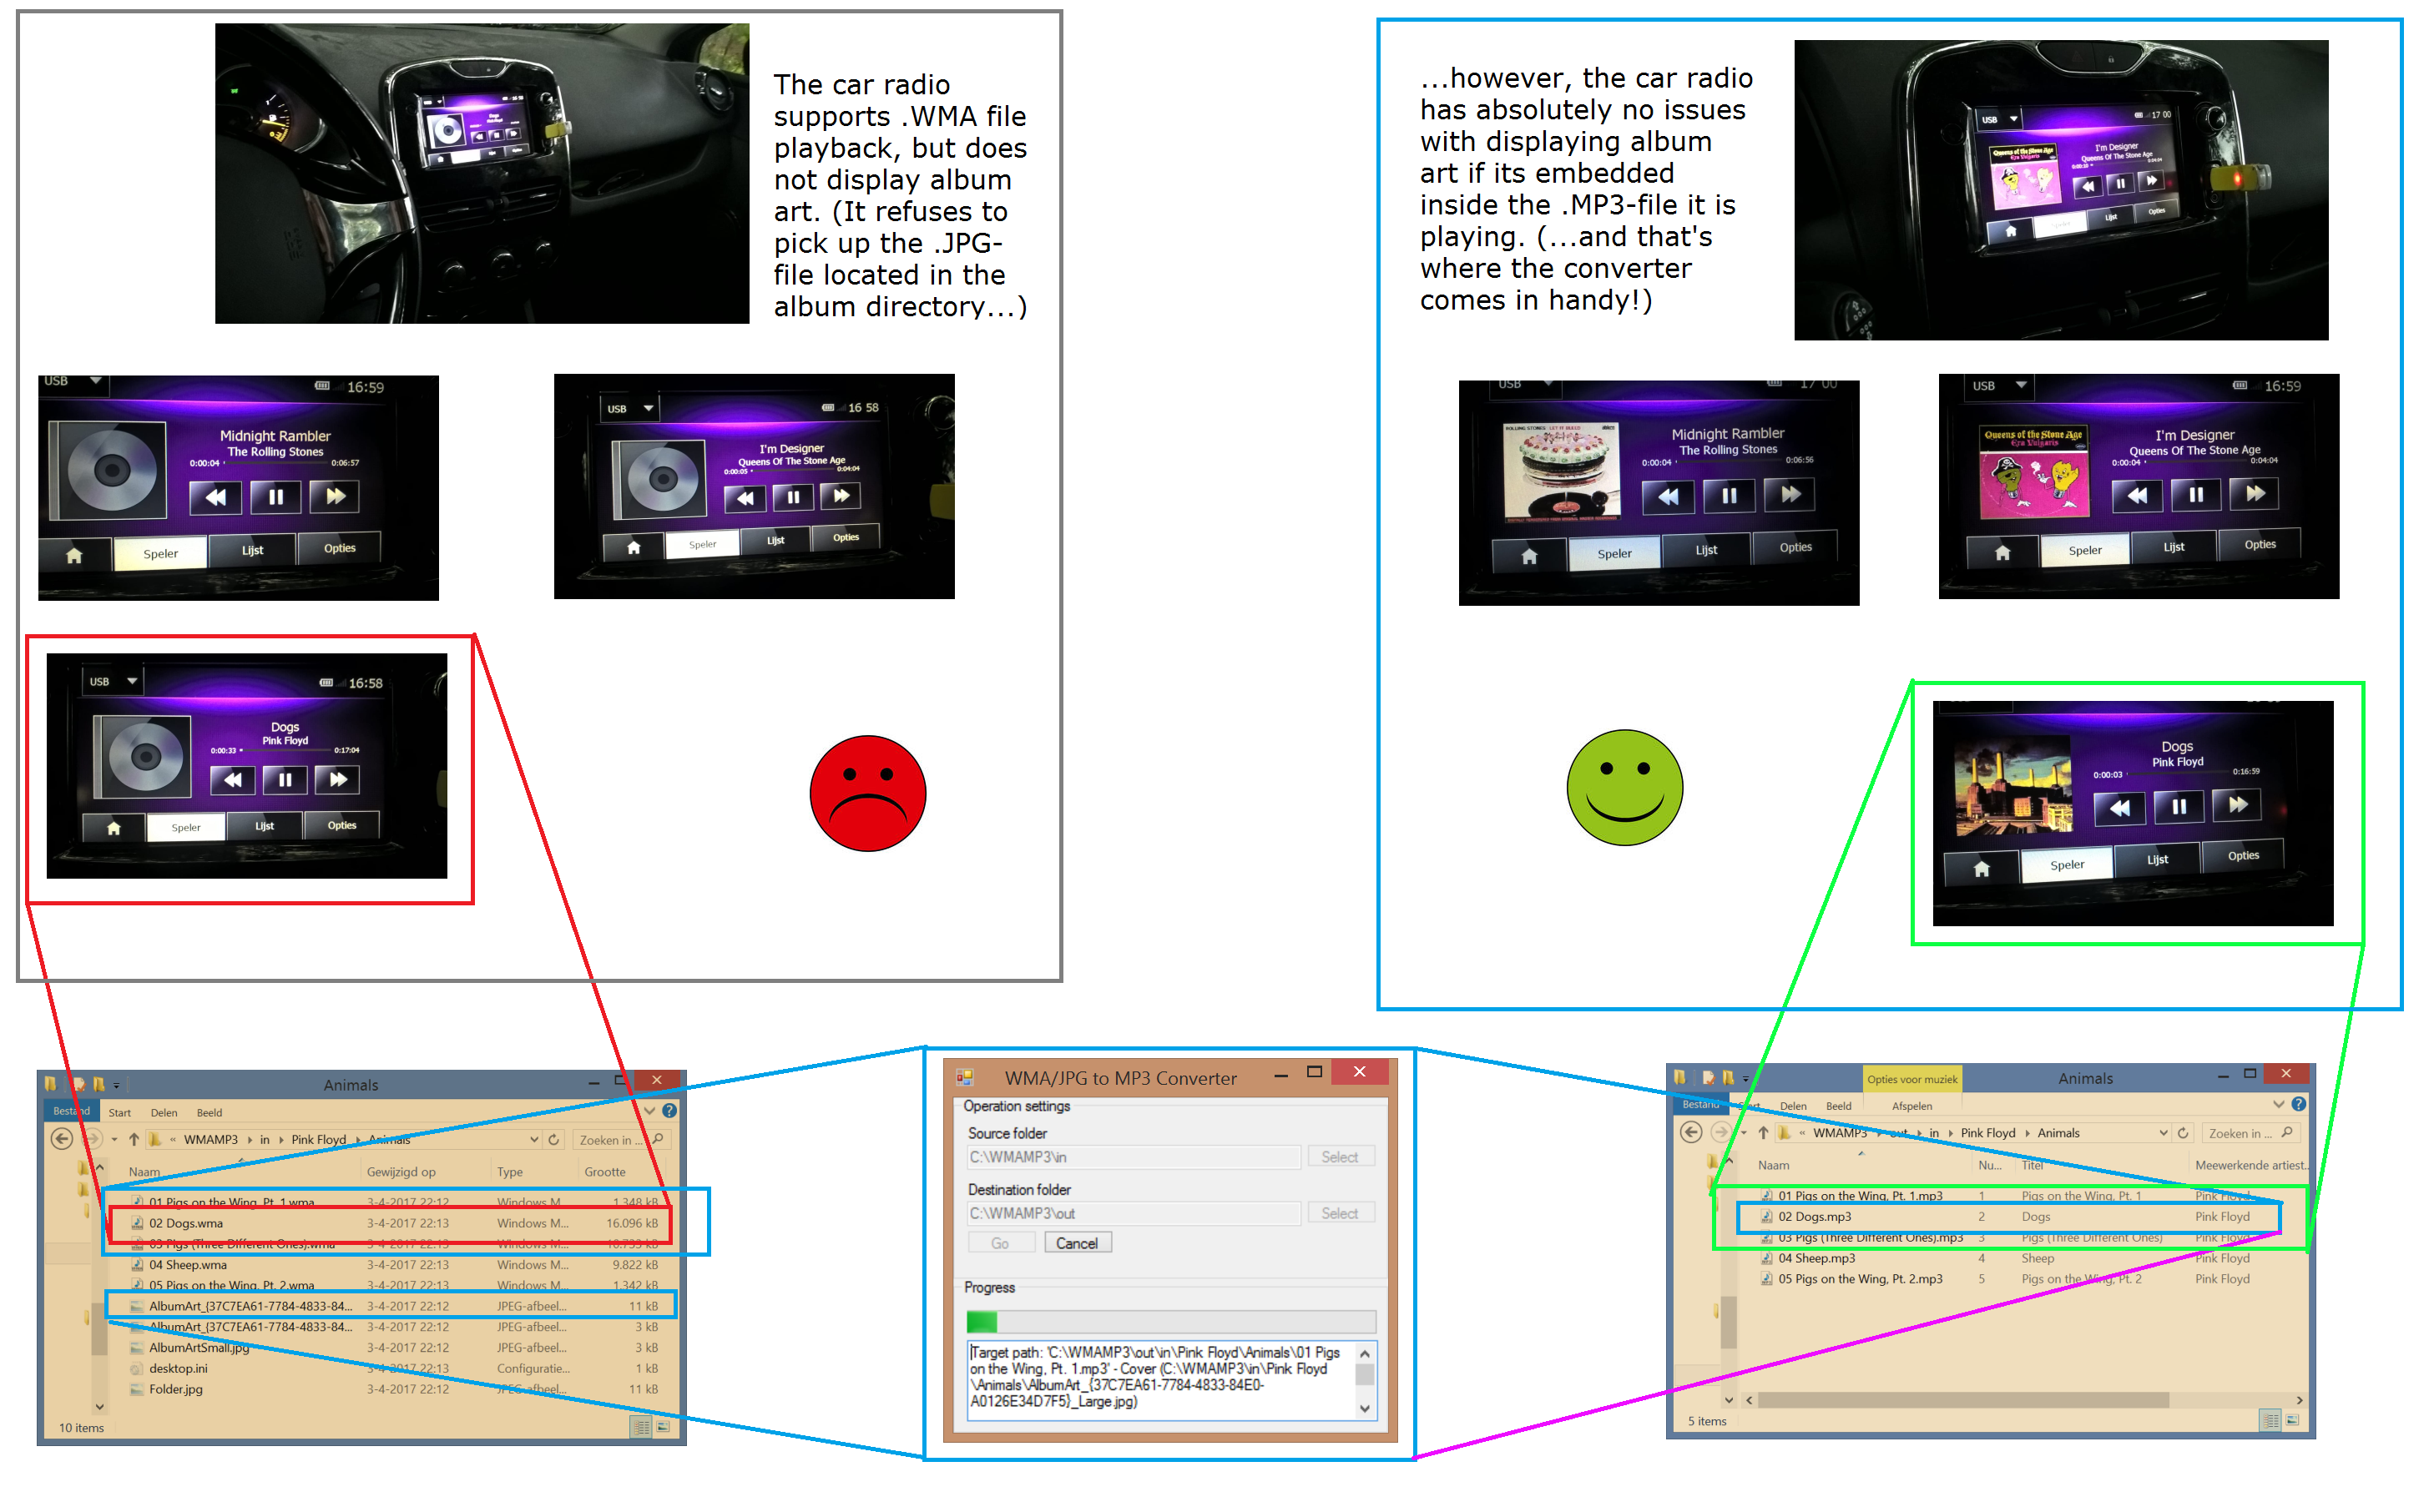 The car radio
supports .WMA file
playback, but does
not display album
art. (It refuses to
pick up the .JPG-
file located in the
album directory...)
...however, the car radio
has absolutely no issues
with displaying album
art if its embedded
inside the .MP3-file it is
playing. (...and that's
where the converter
comes in handy!)
USB 17 00
Queens of the Stone Age
Era Vulgaris
I'm Designer
Queens Of The Stone Age
0:04:04
Lijst
Opties
USB 16:59
Midnight Rambler
The Rolling Stones
0:00:04 0:06:57
Speler Lijst Opties
USB 16 58
I'm Designer
Queens Of The Stone Age
0:00:05 0:04:04
Speler Lijst Opties
USB 17 00
Midnight Rambler
The Rolling Stones
0:00:04 0:06:56
Speler Lijst Opties
USB 16:59
Queens of the Stone Age
Era Vulgaris
I'm Designer
Queens Of The Stone Age
0:00:04 0:04:04
Speler Lijst Opties
USB 16:58
Dogs
Pink Floyd
0:00:33 0:17:04
Speler Lijst Opties
Dogs
Pink Floyd
0:00:03 0:16:59
Speler Lijst Opties
Animals
Bestand Start Delen Beeld
« WMAMP3 in Pink Floyd Animals Zoeken in ...
Naam Gewijzigd op Type Grootte
01 Pigs on the Wing, Pt. 1.wma 3-4-2017 22:12 Windows M... 1.348 kB
02 Dogs.wma 3-4-2017 22:13 Windows M... 16.096 kB
03 Pigs (Three Different Ones).wma 3-4-2017 22:13 Windows M... 10.733 kB
04 Sheep.wma 3-4-2017 22:13 Windows M... 9.822 kB
05 Pigs on the Wing, Pt. 2.wma 3-4-2017 22:13 Windows M... 1.342 kB
AlbumArt_{37C7EA61-7784-4833-84... 3-4-2017 22:12 JPEG-afbeel... 11 kB
AlbumArt_{37C7EA61-7784-4833-84... 3-4-2017 22:12 JPEG-afbeel... 3 kB
AlbumArtSmall.jpg 3-4-2017 22:12 JPEG-afbeel... 3 kB
desktop.ini 3-4-2017 22:13 Configuratie... 1 kB
Folder.jpg 3-4-2017 22:12 JPEG-afbeel... 11 kB
10 items
WMA/JPG to MP3 Converter
Operation settings
Source folder
C:\WMAMP3\in Select
Destination folder
C:\WMAMP3\out Select
Go Cancel
Progress
Target path: 'C:\WMAMP3\out\in\Pink Floyd\Animals\01 Pigs
on the Wing, Pt. 1.mp3' - Cover (C:\WMAMP3\in\Pink Floyd
\Animals\AlbumArt_{37C7EA61-7784-4833-84E0-
A0126E34D7F5}_Large.jpg)
Opties voor muziek Animals
Bestand Start Delen Beeld Afspelen
« WMAMP3 out in Pink Floyd Animals Zoeken in ...
Naam Nu... Titel Meewerkende artiest...
01 Pigs on the Wing, Pt. 1.mp3 1 Pigs on the Wing, Pt. 1 Pink Floyd
02 Dogs.mp3 2 Dogs Pink Floyd
03 Pigs (Three Different Ones).mp3 3 Pigs (Three Different Ones) Pink Floyd
04 Sheep.mp3 4 Sheep Pink Floyd
05 Pigs on the Wing, Pt. 2.mp3 5 Pigs on the Wing, Pt. 2 Pink Floyd
5 items